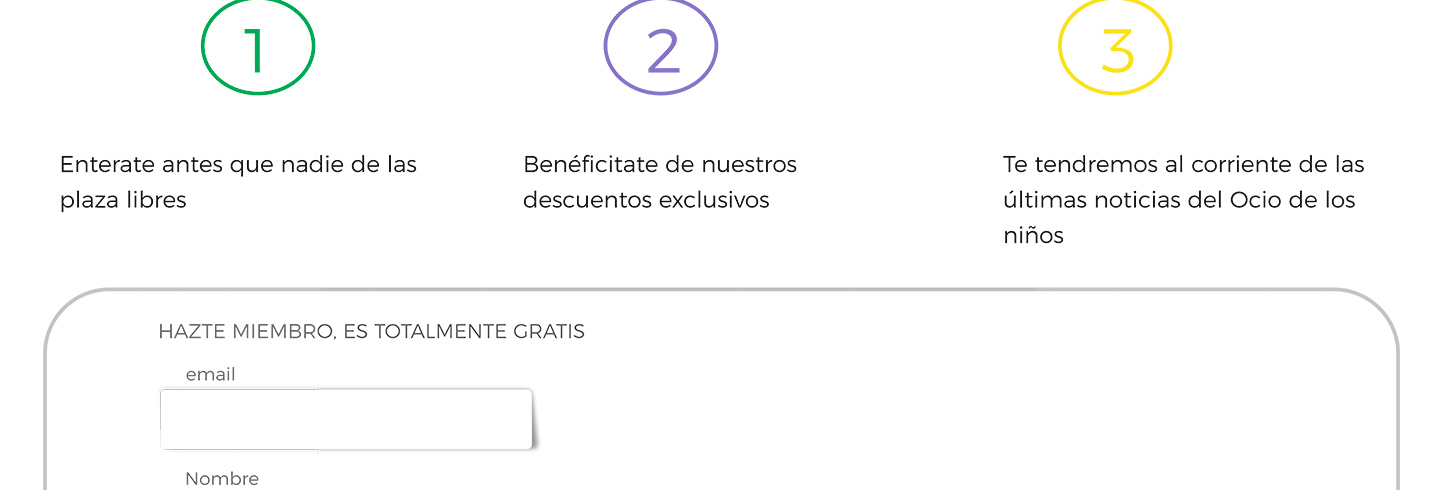 1
2
3
Enterate antes que nadie de las
plaza libres
Benéficitate de nuestros
descuentos exclusivos
Te tendremos al corriente de las
últimas noticias del Ocio de los
niños
HAZTE MIEMBRO, ES TOTALMENTE GRATIS
email
Nombre